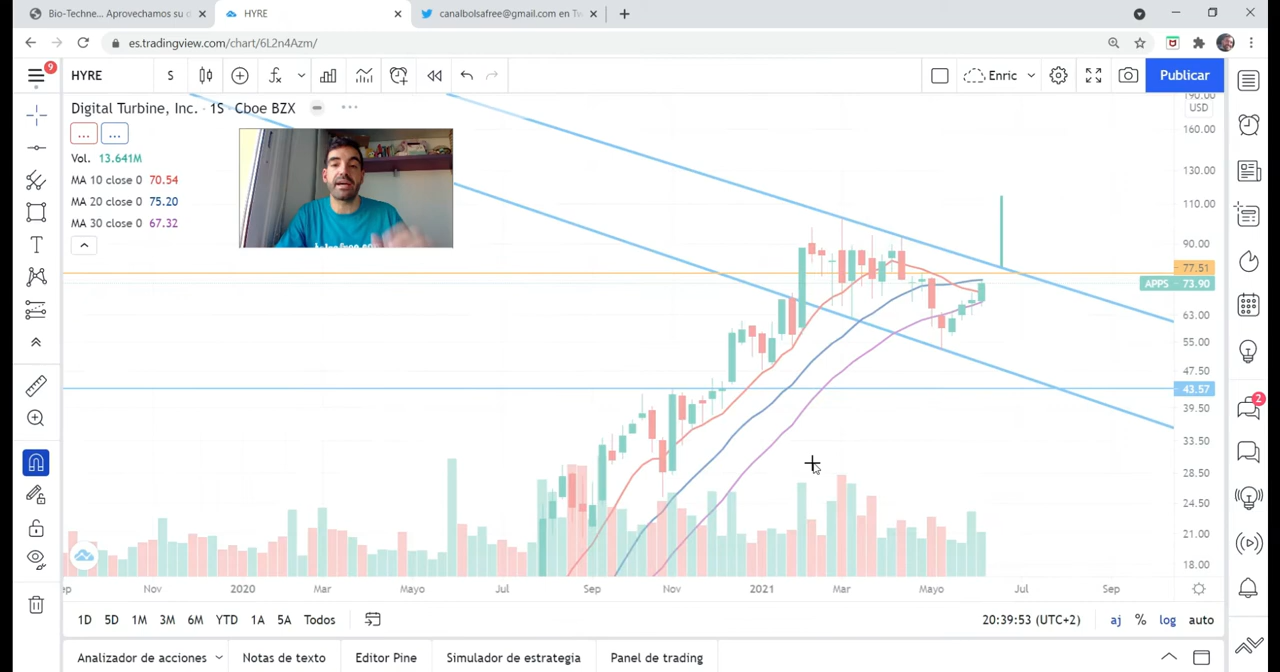 Bio-Techne... Aprovechamos su c
HYRE
canalbolsafree@gmail.com en Tw
es.tradingview.com/chart/6L2n4Azm/
9
HYRE
S
Enric
Publicar
Digital Turbine, Inc. · 1S · Cboe BZX
Vol. 13.641M
MA 10 close 0 70.54
MA 20 close 0 75.20
MA 30 close 0 67.32
190.00
USD
160.00
130.00
110.00
90.00
77.51
APPS 73.90
63.00
55.00
47.50
43.57
39.50
33.50
28.50
24.50
21.00
18.00
2
ep Nov 2020 Mar Mayo Jul Sep Nov 2021 Mar Mayo Jul Sep
1D 5D 1M 3M 6M YTD 1A 5A Todos
20:39:53 (UTC+2) aj % log auto
Analizador de acciones Notas de texto Editor Pine Simulador de estrategia Panel de trading